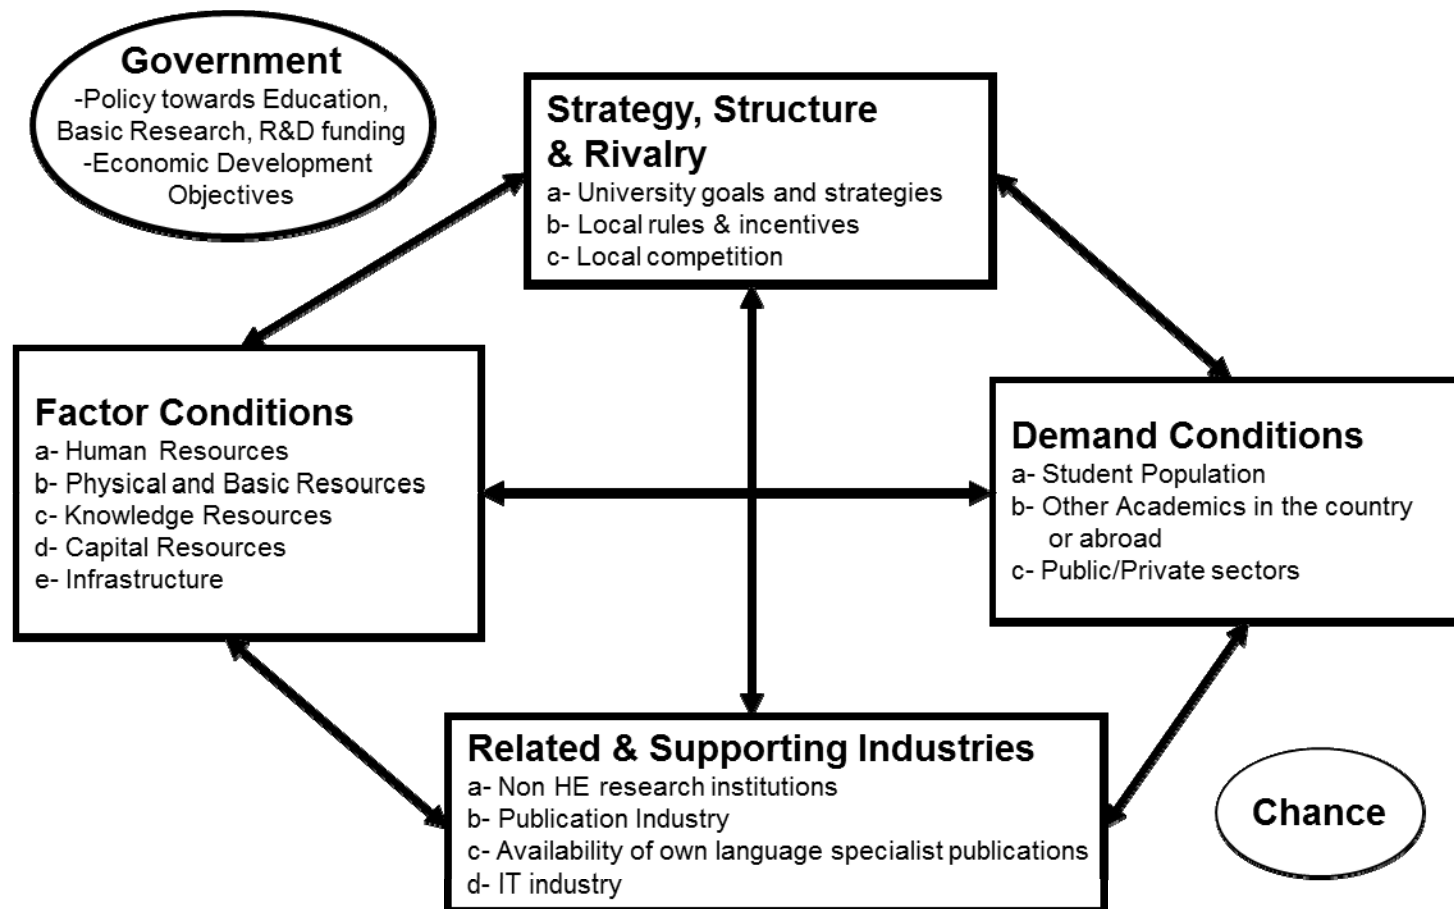 Government
-Policy towards Education,
Basic Research, R&D funding
-Economic Development
Objectives
Strategy, Structure
& Rivalry
a- University goals and strategies
b- Local rules & incentives
c- Local competition
Factor Conditions
a- Human Resources
b- Physical and Basic Resources
c- Knowledge Resources
d- Capital Resources
e- Infrastructure
Demand Conditions
a- Student Population
b- Other Academics in the country
or abroad
c- Public/Private sectors
Related & Supporting Industries
a- Non HE research institutions
b- Publication Industry
c- Availability of own language specialist publications
d- IT industry
Chance